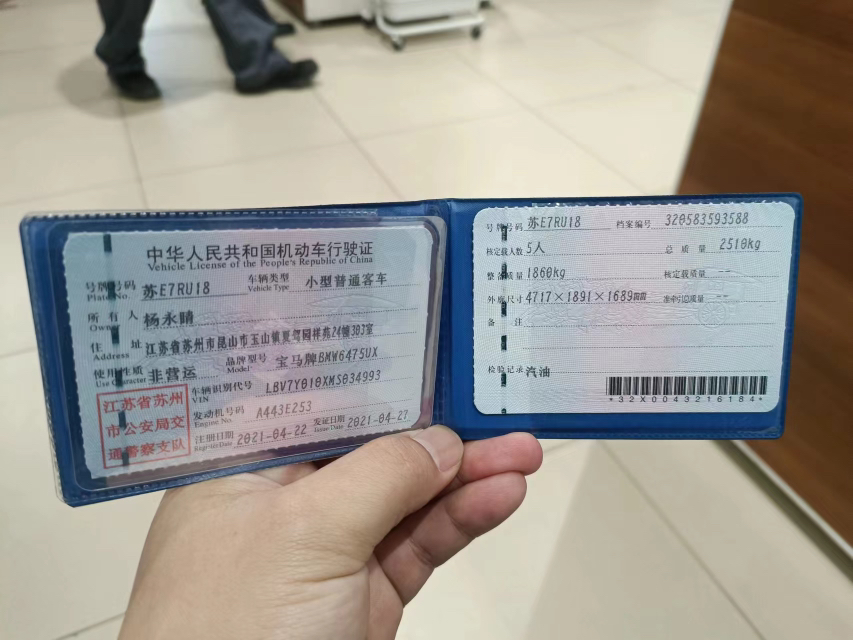 中华人民共和国机动车行驶证
Vehicle License of the People's Republic of China
号牌号码 苏E7RU18 车辆类型 小型普通客车
Plate No. Vehicle Type
所有人 杨永晴
Owner
住址 江苏省苏州市昆山市玉山镇夏驾园祥苑24幢303室
Address
使用性质 非营运 品牌型号 宝马牌BMW6475UX
Use Character Model
江苏省苏州
市公安局交
通警察支队
车辆识别代号 LBV7Y010XMS034993
VIN
发动机号码 A443E253
Engine No.
注册日期 2021-04-22 发证日期 2021-04-27
Register Date Issue Date
号牌号码 苏E7RU18 档案编号 320583593588
核定载人数 5人 总质量 2510kg
整备质量 1860kg 核定载质量 --
外廓尺寸 4717×1891×1689mm 准牵引总质量 --
备注
检验记录 汽油
*32X0043216184*